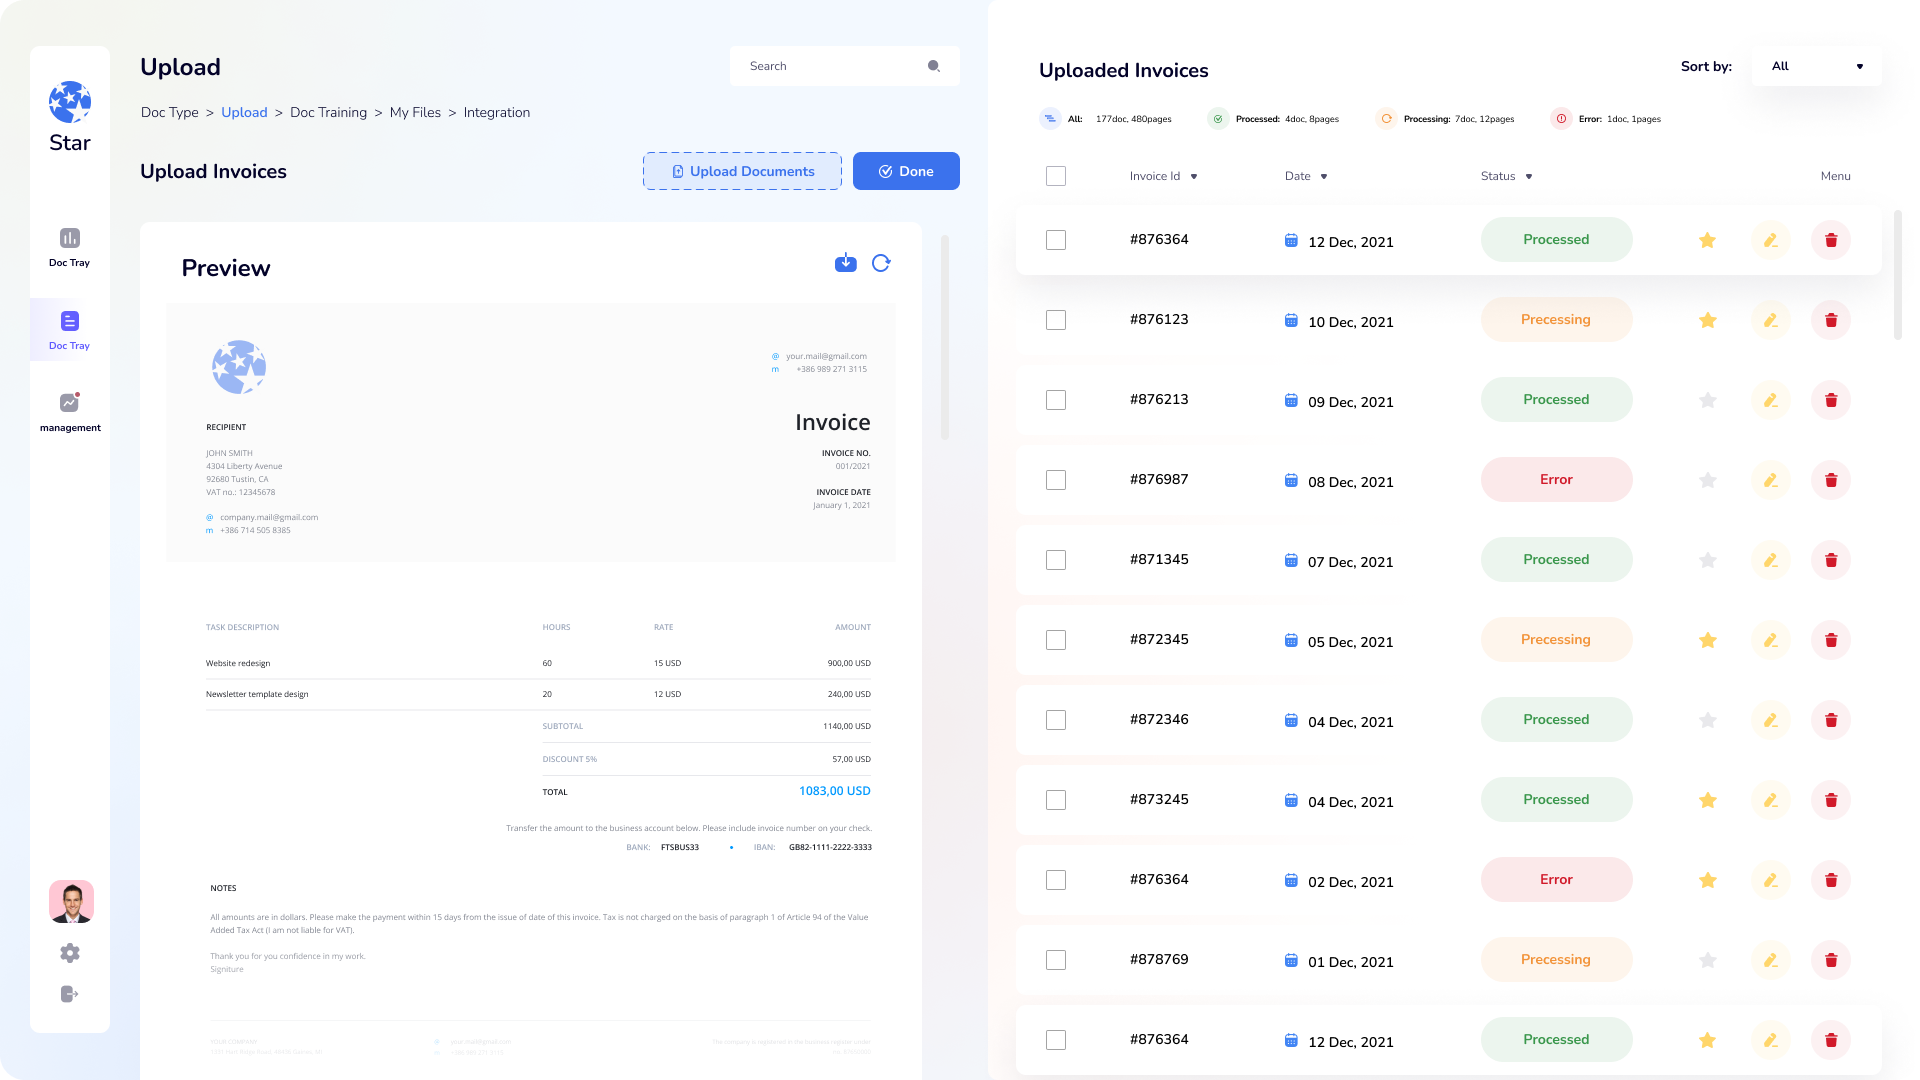 Star
Doc Tray
Doc Tray
management
Upload
Search
Doc Type > Upload > Doc Training > My Files > Integration
Upload Invoices
Upload Documents
Done
Preview
@ your.mail@gmail.com
m +386 989 271 3115
Invoice
RECIPIENT
INVOICE NO.
JOHN SMITH
001/2021
4304 Liberty Avenue
92680 Tustin, CA
VAT no.: 12345678
INVOICE DATE
January 1, 2021
@ company.mail@gmail.com
m +386 714 505 8385
TASK DESCRIPTION HOURS RATE AMOUNT
Website redesign 60 15 USD 900,00 USD
Newsletter template design 20 12 USD 240,00 USD
SUBTOTAL 1140,00 USD
DISCOUNT 5% 57,00 USD
TOTAL 1083,00 USD
Transfer the amount to the business account below. Please include invoice number on your check.
BANK: FTSBUS33 • IBAN: GB82-1111-2222-3333
NOTES
All amounts are in dollars. Please make the payment within 15 days from the issue of date of this invoice. Tax is not charged on the basis of paragraph 1 of Article 94 of the Value
Added Tax Act (I am not liable for VAT).
Thank you for you confidence in my work.
Signiture
YOUR COMPANY
your.mail@gmail.com
Uploaded Invoices
Sort by: All
All: 177doc, 480pages Processed: 4doc, 8pages Processing: 7doc, 12pages Error: 1doc, 1pages
Invoice Id Date Status Menu
#876364 12 Dec, 2021 Processed
#876123 10 Dec, 2021 Precessing
#876213 09 Dec, 2021 Processed
#876987 08 Dec, 2021 Error
#871345 07 Dec, 2021 Processed
#872345 05 Dec, 2021 Precessing
#872346 04 Dec, 2021 Processed
#873245 04 Dec, 2021 Processed
#876364 02 Dec, 2021 Error
#878769 01 Dec, 2021 Precessing
#876364 12 Dec, 2021 Processed